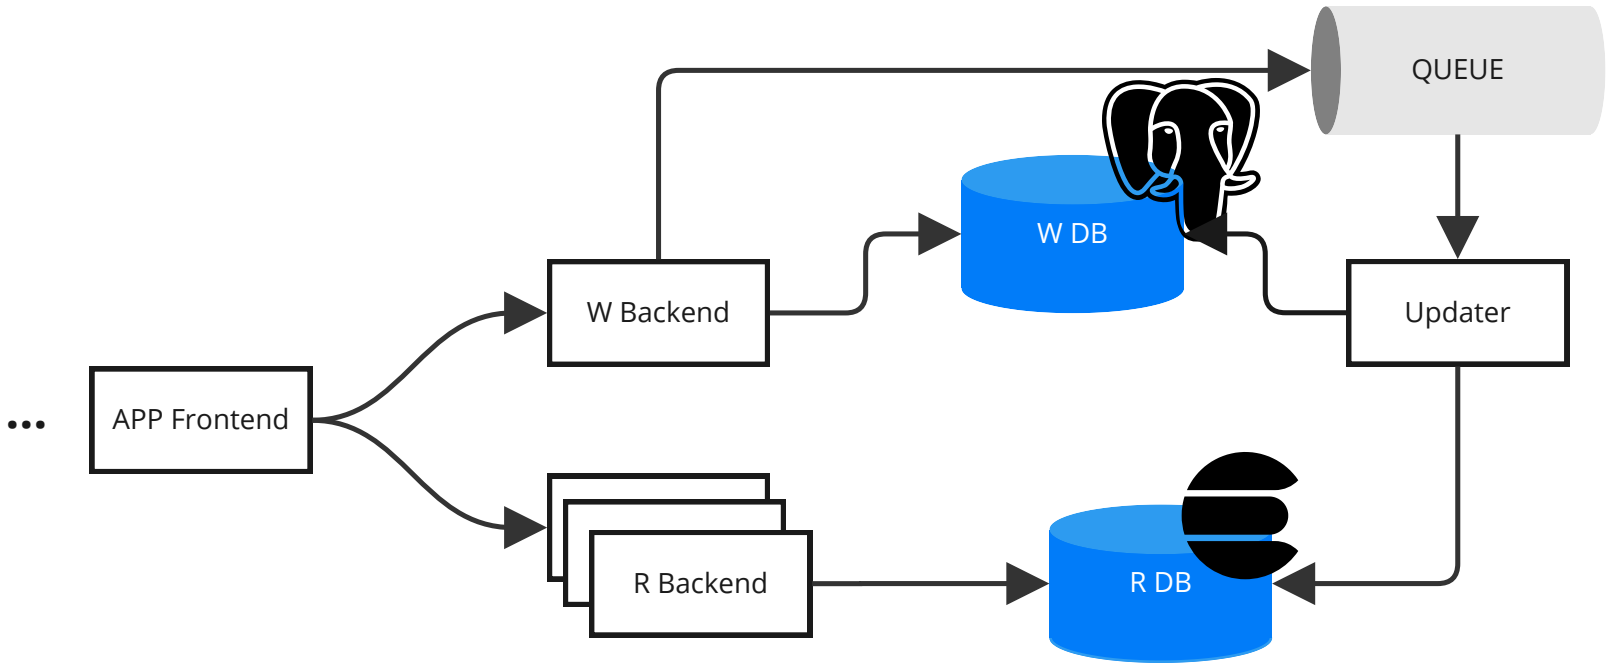 QUEUE
W DB
W Backend
Updater
...
APP Frontend
R Backend
R DB